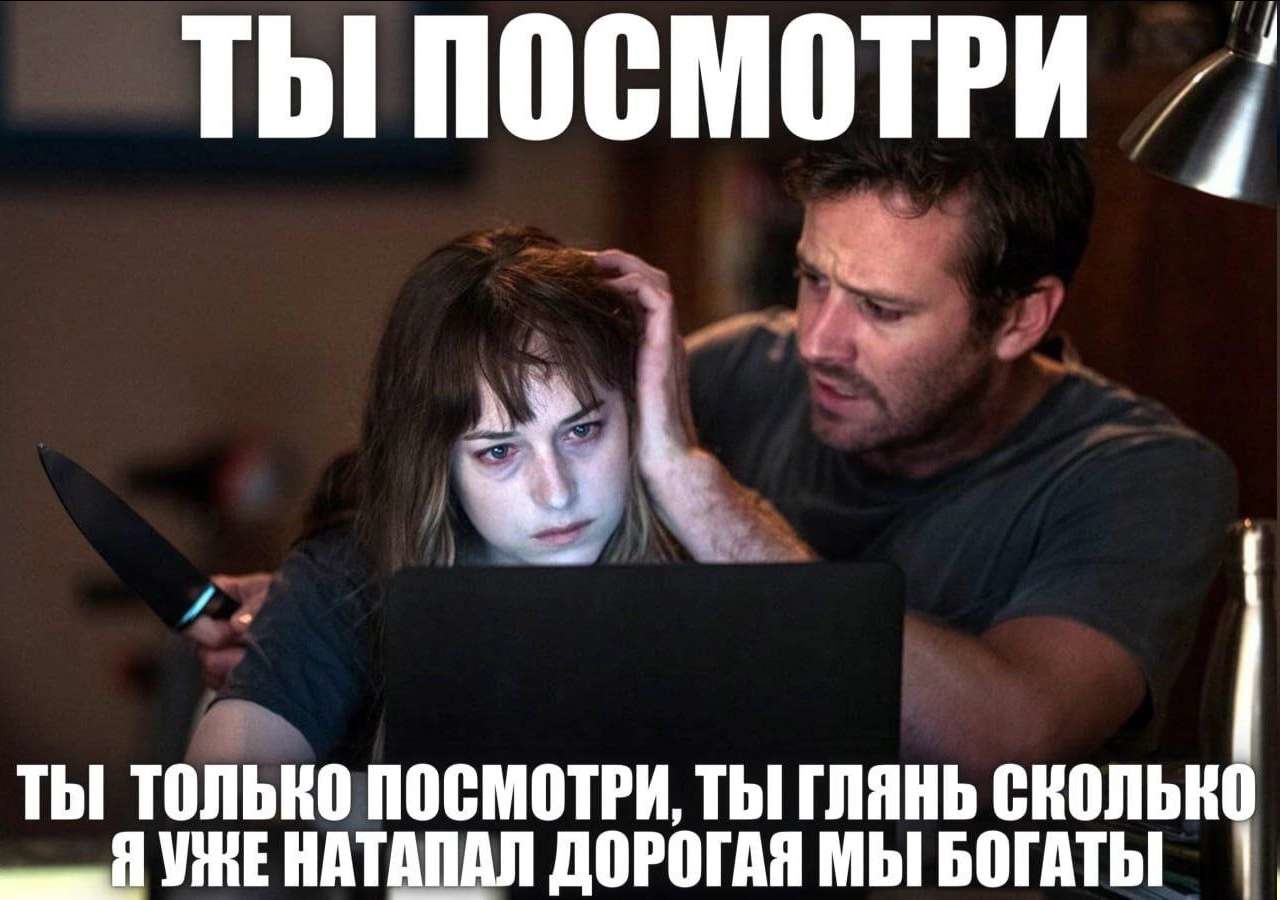 ТЫ ПОСМОТРИ
ТЫ ТОЛЬКО ПОСМОТРИ, ТЫ ГЛЯНЬ СКОЛЬКО
Я УЖЕ НАТАПАЛ ДОРОГАЯ МЫ БОГАТЫ